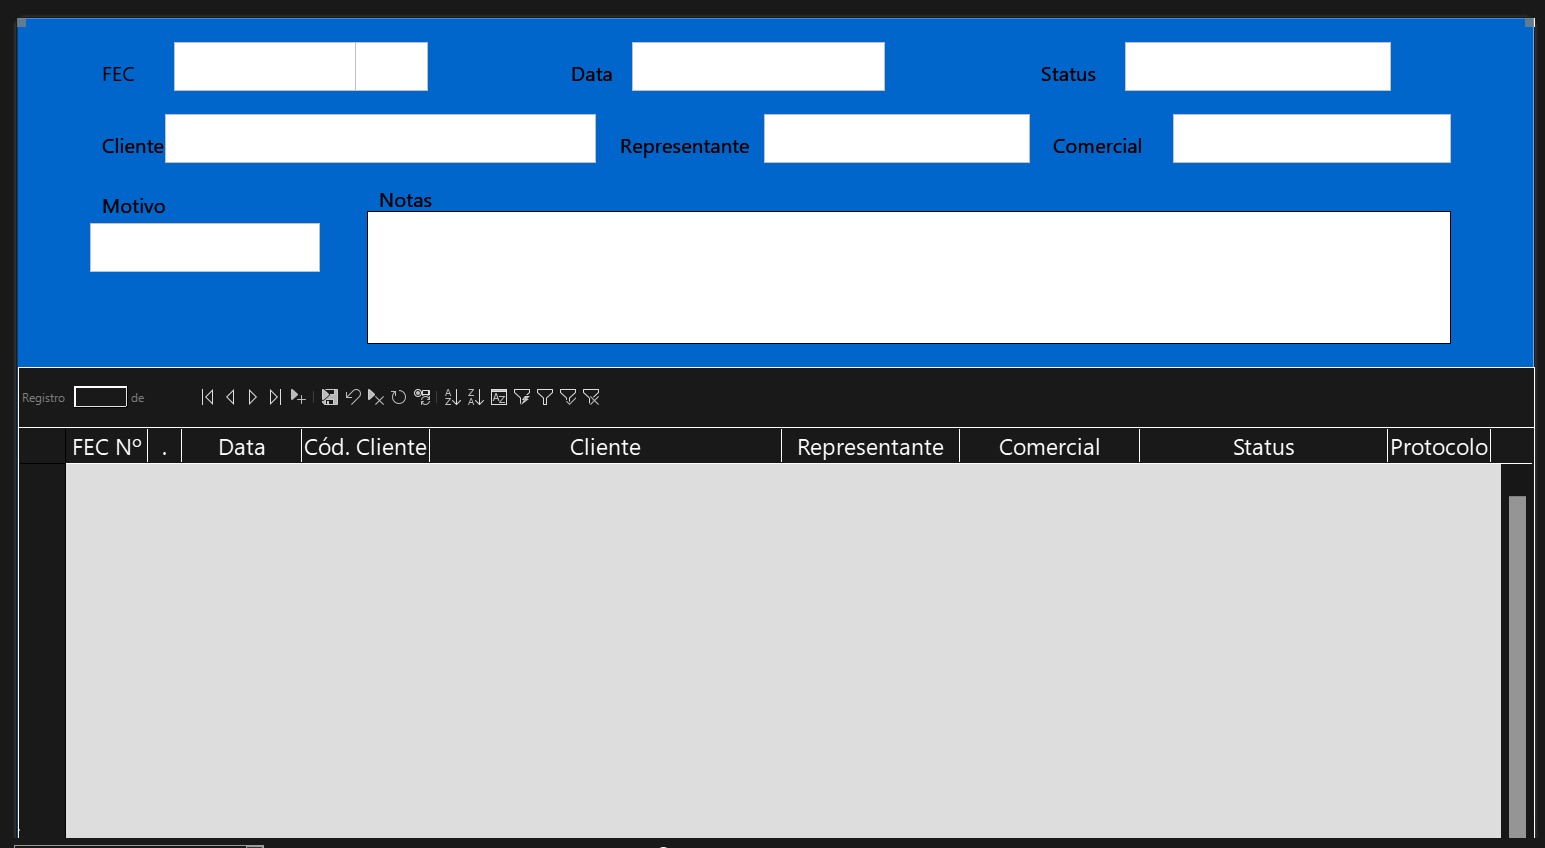 FEC Data Status
Cliente Representante Comercial
Motivo Notas
Registro de
FEC Nº . Data Cód. Cliente Cliente Representante Comercial Status Protocolo